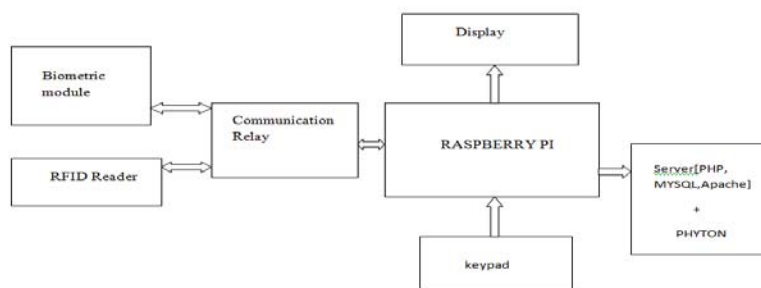 Display
Biometric
module
Communication
Relay
RFID Reader
RASPBERRY PI
Server[PHP,
MYSQL,Apache]
+
PHYTON
keypad